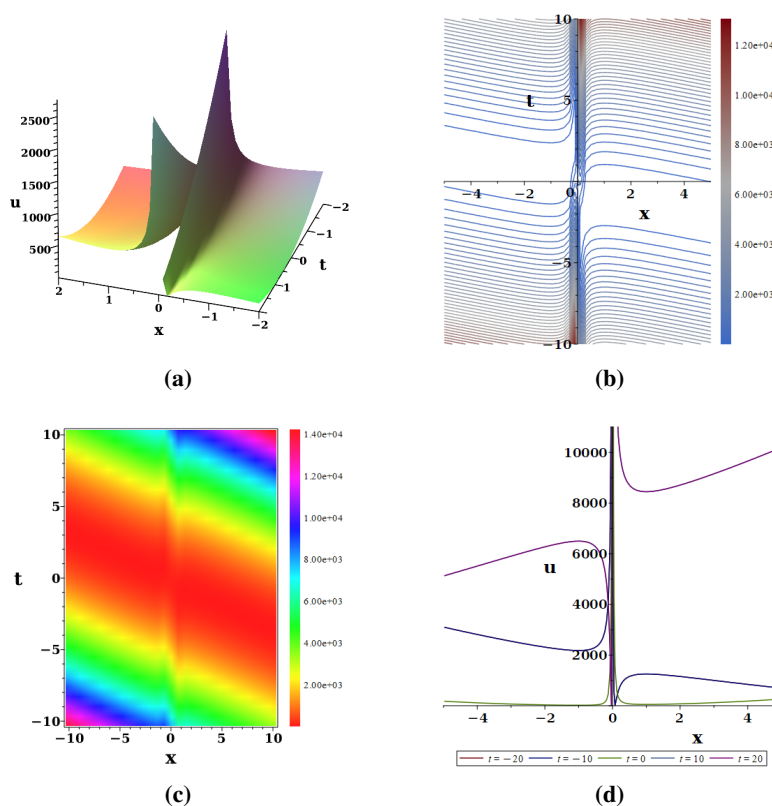 2500
2000
1500
1000
500
u
2
1
0
-1
-2
x
-2
-1
0
1
t
(a)
10
5
-5
-10
t
-4
-2
0
2
4
x
1.20e+04
1.00e+04
8.00e+03
6.00e+03
4.00e+03
2.00e+03
(b)
10
5
0
-5
-10
t
-10
-5
0
5
10
x
1.40e+04
1.20e+04
1.00e+04
8.00e+03
6.00e+03
4.00e+03
2.00e+03
(c)
10000
8000
6000
4000
2000
u
-4
-2
0
2
4
x
t = −20
t = −10
t = 0
t = 10
t = 20
(d)